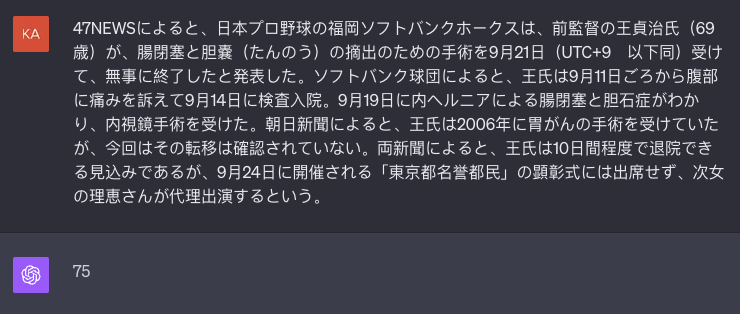 KA
47NEWSによると、日本プロ野球の福岡ソフトバンクホークスは、前監督の王貞治氏（69
歳）が、腸閉塞と胆嚢（たんのう）の摘出のための手術を9月21日（UTC+9　以下同）受け
て、無事に終了したと発表した。ソフトバンク球団によると、王氏は9月11日ごろから腹部
に痛みを訴えて9月14日に検査入院。9月19日に内ヘルニアによる腸閉塞と胆石症がわか
り、内視鏡手術を受けた。朝日新聞によると、王氏は2006年に胃がんの手術を受けていた
が、今回はその転移は確認されていない。両新聞によると、王氏は10日間程度で退院でき
る見込みであるが、9月24日に開催される「東京都名誉都民」の顕彰式には出席せず、次女
の理恵さんが代理出演するという。
75